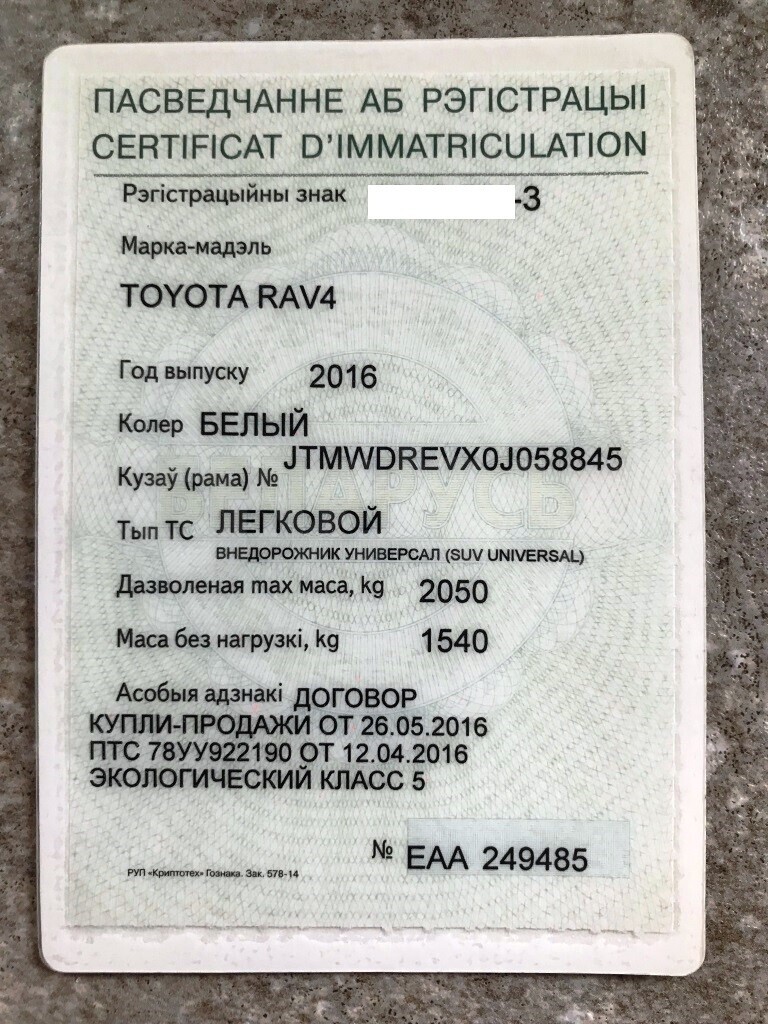 ПАСВЕДЧАННЕ АБ РЭГІСТРАЦЫІ
CERTIFICAT D'IMMATRICULATION
Рэгістрацыйны знак -3
Марка-мадэль
TOYOTA RAV4
Год выпуску 2016
Колер БЕЛЫЙ
Кузаў (рама) № JTMWDREVX0J058845
Тып ТС ЛЕГКОВОЙ
ВНЕДОРОЖНИК УНИВЕРСАЛ (SUV UNIVERSAL)
Дазволеная max маса, kg 2050
Маса без нагрузкі, kg 1540
Асобыя адзнакі ДОГОВОР
КУПЛИ-ПРОДАЖИ ОТ 26.05.2016
ПТС 78УУ922190 ОТ 12.04.2016
ЭКОЛОГИЧЕСКИЙ КЛАСС 5
№ EAA 249485
РУП «Криптотех» Гознака. Зак. 578-14
БЕЛАРУСЬ